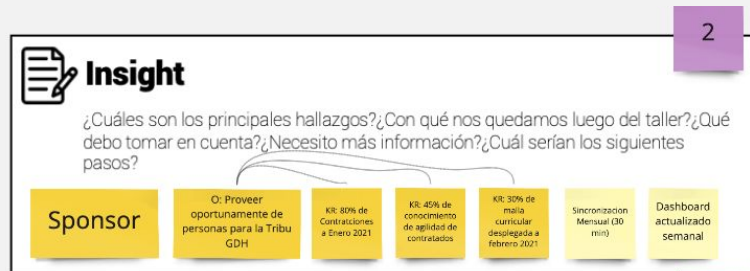 2
Insight
¿Cuáles son los principales hallazgos?¿Con qué nos quedamos luego del taller?¿Qué
debo tomar en cuenta?¿Necesito más información?¿Cuál serían los siguientes
pasos?
Sponsor
O: Proveer
oportunamente de
personas para la Tribu
GDH
KR: 80% de
Contratciones
a Enero 2021
KR: 45% de
conocimiento
de agilidad de
contratados
KR: 30% de
malla
curricular
desplegada a
febrero 2021
Sincronizacion
Mensual (30
min)
Dashboard
actualizado
semanal